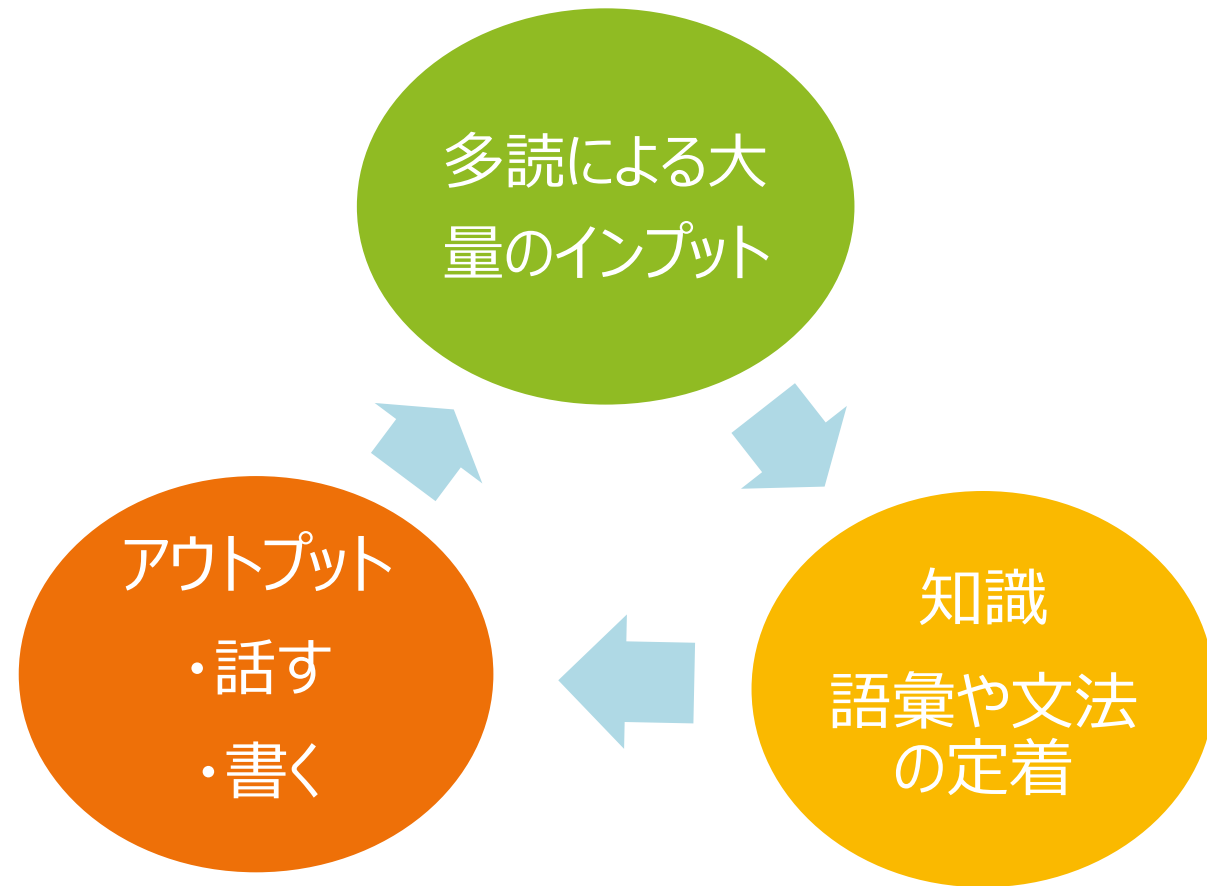 多読による大
量のインプット
知識
語彙や文法
の定着
アウトプット
・話す
・書く